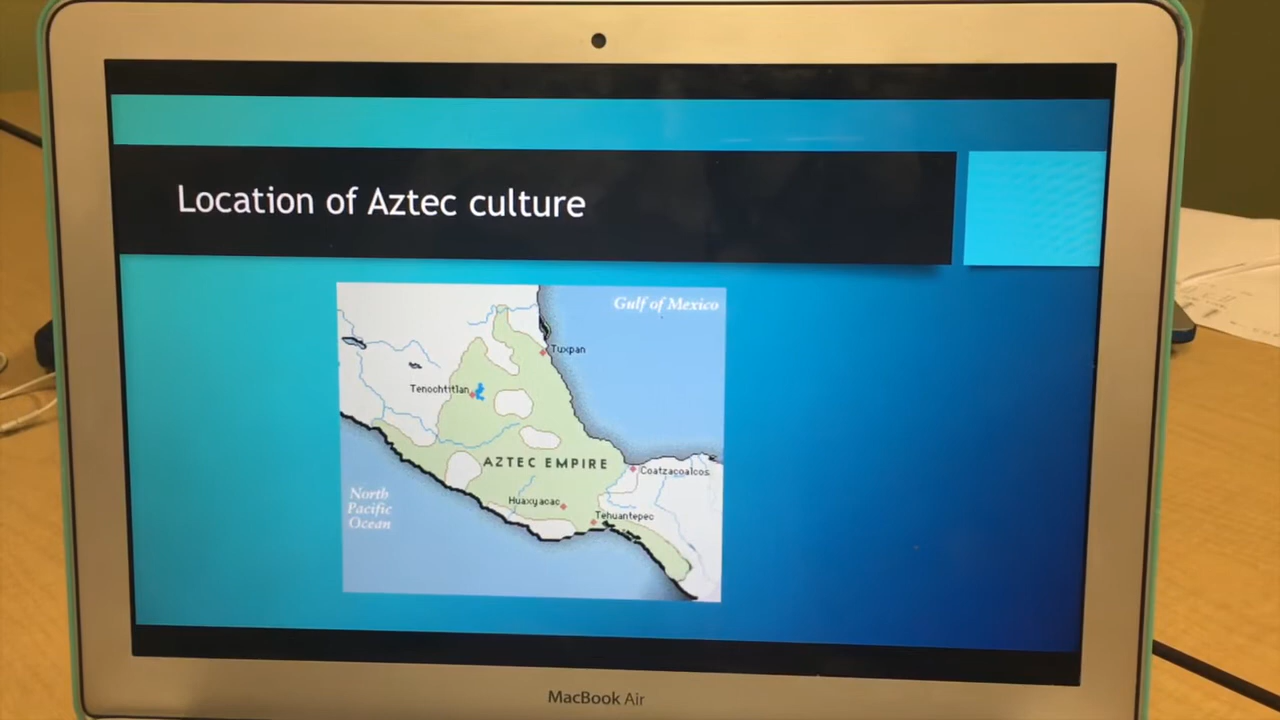 Location of Aztec culture
Gulf of Mexico
Tuxpan
Tenochtitlan
AZTEC EMPIRE
Coatzacoalcos
North
Pacific
Ocean
Huaxyacac
Tehuantepec
MacBook Air